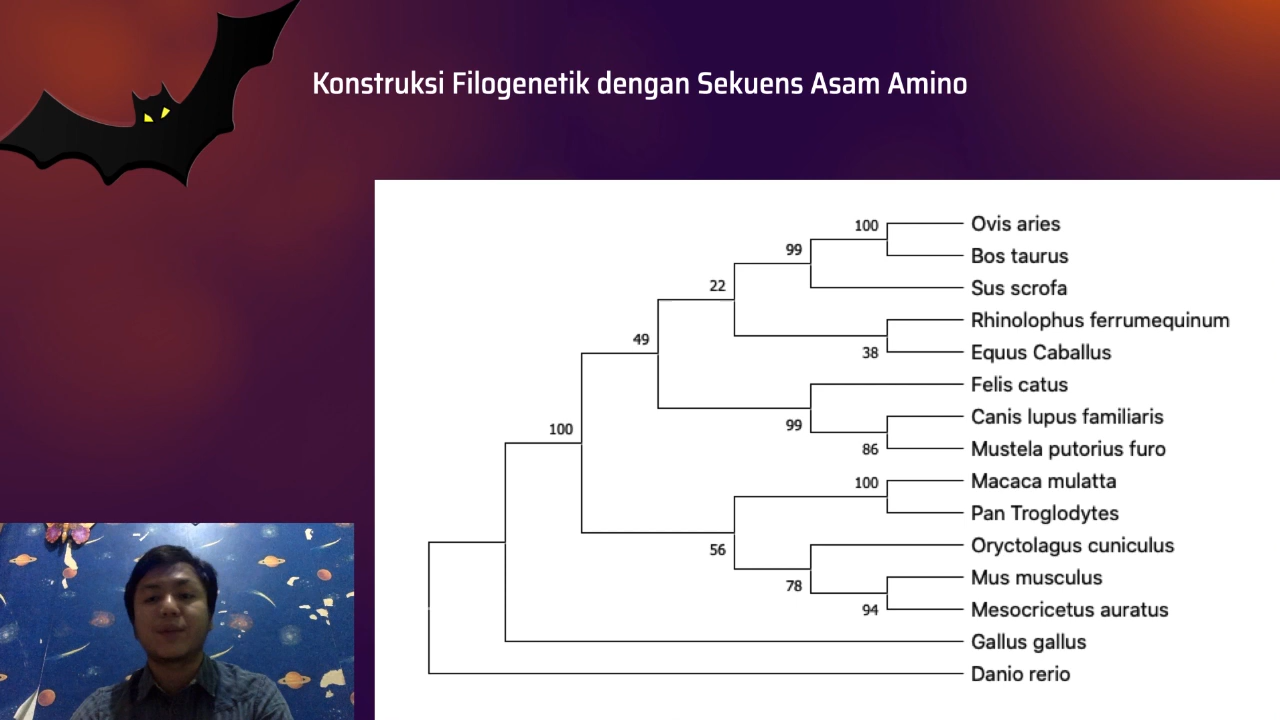 Konstruksi Filogenetik dengan Sekuens Asam Amino
100
Ovis aries
99
Bos taurus
22
Sus scrofa
Rhinolophus ferrumequinum
49
38
Equus Caballus
Felis catus
100
99
Canis lupus familiaris
86
Mustela putorius furo
100
Macaca mulatta
Pan Troglodytes
56
Oryctolagus cuniculus
78
Mus musculus
94
Mesocricetus auratus
Gallus gallus
Danio rerio